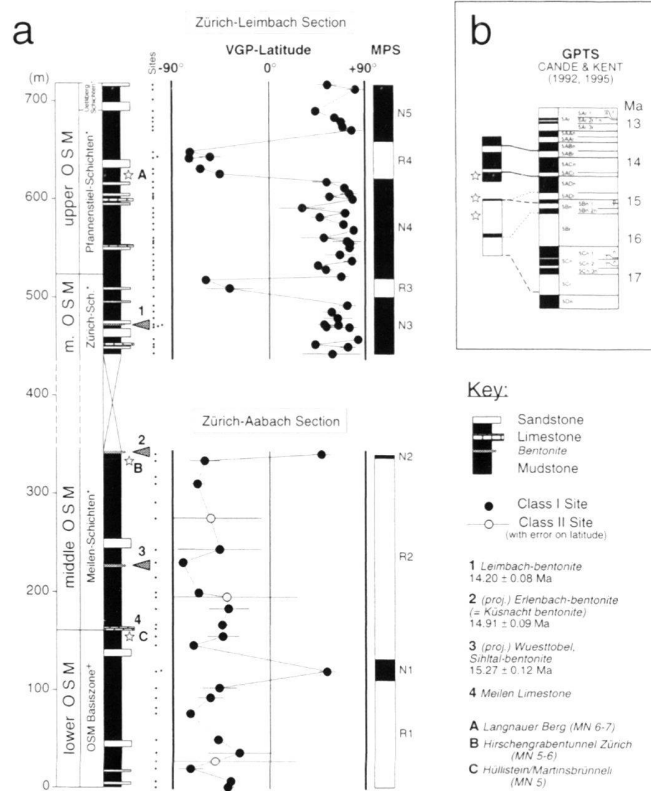 a
Zürich-Leimbach Section
VGP-Latitude
MPS
Sites
-90°
0°
+90°
(m)
700
600
500
400
300
200
100
0
upper OSM
m. OSM
middle OSM
lower OSM
Pfannenstiel-Schichten*
Zürich-Sch.*
Meilen-Schichten*
OSM Basiszone+
A
1
2
B
3
4
C
N5
R4
N4
R3
N3
Zürich-Aabach Section
N2
R2
N1
R1
b
GPTS
CANDE & KENT
(1992, 1995)
Ma
13
14
15
16
17
Key:
Sandstone
Limestone
Bentonite
Mudstone
Class I Site
Class II Site
(with error on latitude)
1 Leimbach-bentonite
14.20 ± 0.08 Ma
2 (proj.) Erlenbach-bentonite
(= Küsnacht bentonite)
14.91 ± 0.09 Ma
3 (proj.) Wuesttobel,
Sihltal-bentonite
15.27 ± 0.12 Ma
4 Meilen Limestone
A Langnauer Berg (MN 6-7)
B Hirschengrabentunnel Zürich
(MN 5-6)
C Hüllistein/Martinsbrünneli
(MN 5)